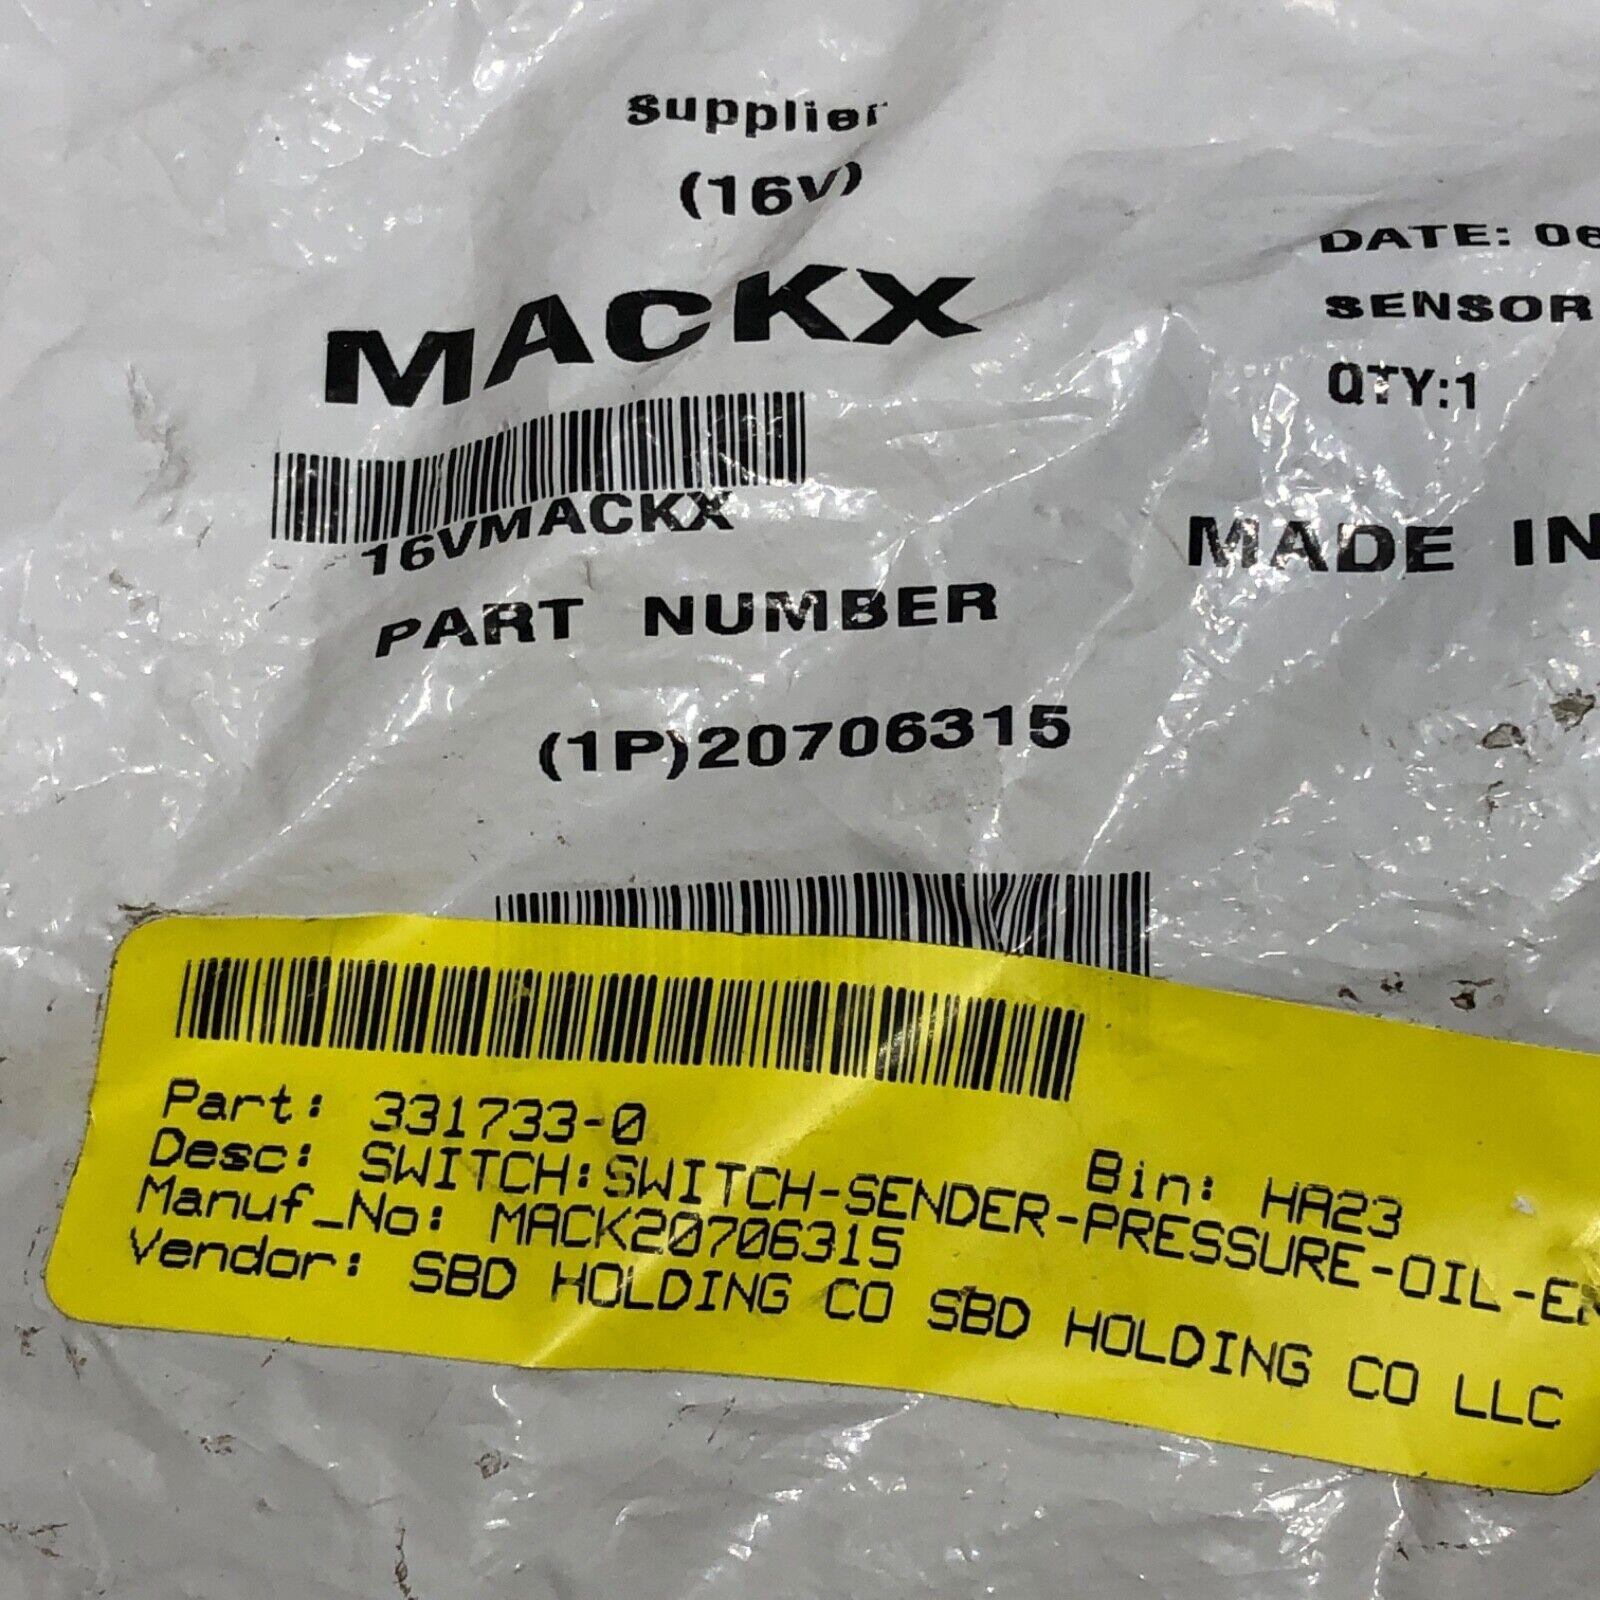 Supplier
(16V)
MACKX
16VMACKX
DATE: 06
SENSOR
QTY:1
MADE IN
PART NUMBER
(1P)20706315
Part: 331733-0
Bin: HA23
Desc: SWITCH:SWITCH-SENDER-PRESSURE-OIL-EN
Manuf_No: MACK20706315
Vendor: SBD HOLDING CO SBD HOLDING CO LLC